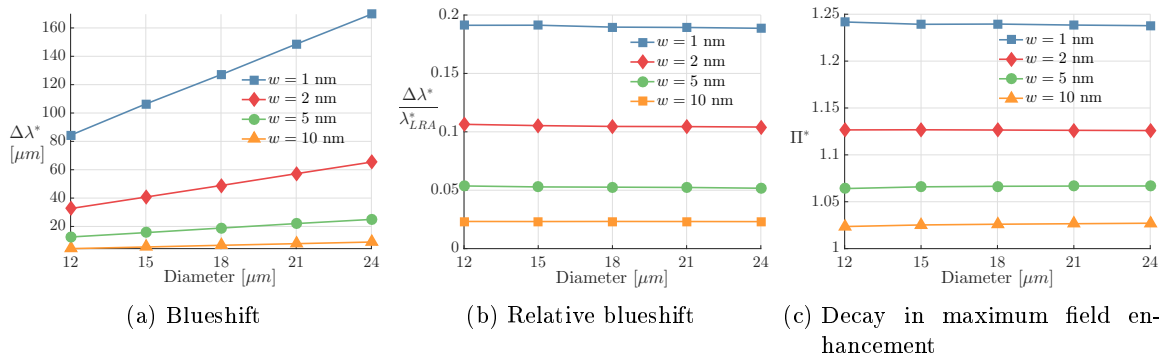 160
140
120
100
80
60
40
20
Δλ*
[μm]
w = 1 nm
w = 2 nm
w = 5 nm
w = 10 nm
12 15 18 21 24
Diameter [μm]
(a) Blueshift
0.2
0.15
0.1
0.05
0
Δλ*
λ*LRA
w = 1 nm
w = 2 nm
w = 5 nm
w = 10 nm
12 15 18 21 24
Diameter [μm]
(b) Relative blueshift
1.25
1.2
1.15
1.1
1.05
1
Π*
w = 1 nm
w = 2 nm
w = 5 nm
w = 10 nm
12 15 18 21 24
Diameter [μm]
(c) Decay in maximum field en-
hancement